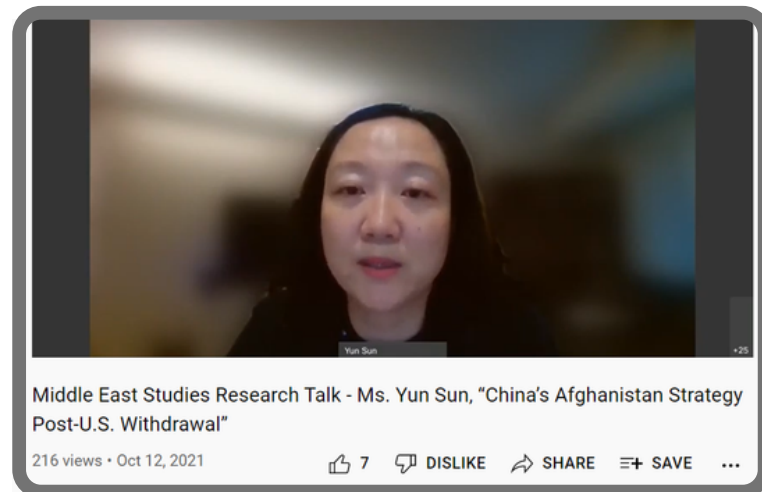 Yun Sun
+25
Middle East Studies Research Talk - Ms. Yun Sun, “China’s Afghanistan Strategy
Post-U.S. Withdrawal”
216 views • Oct 12, 2021 7 DISLIKE SHARE SAVE ...